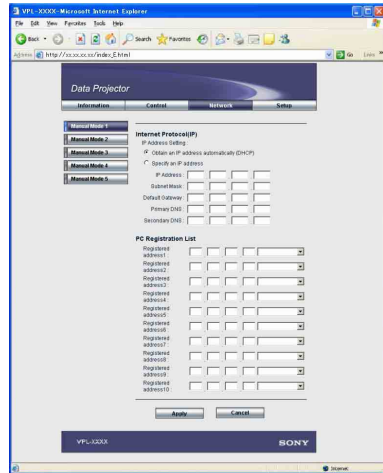 VPL-XXXX-Microsoft Internet Explorer
File Edit View Favorites Tools Help
Back Search Favorites
Address http://xx.xx.xx.xx/index_E.html Go Links
Data Projector
Information Control Network Setup
Manual Mode 1
Manual Mode 2
Manual Mode 3
Manual Mode 4
Manual Mode 5
Internet Protocol(IP)
IP Address Setting:
Obtain an IP address automatically (DHCP)
Specify an IP address
IP Address :
Subnet Mask :
Default Gateway :
Primary DNS :
Secondary DNS :
PC Registration List
Registered address1 :
Registered address2 :
Registered address3 :
Registered address4 :
Registered address5 :
Registered address6 :
Registered address7 :
Registered address8 :
Registered address9 :
Registered address10 :
Apply Cancel
VPL-XXXX SONY
Internet